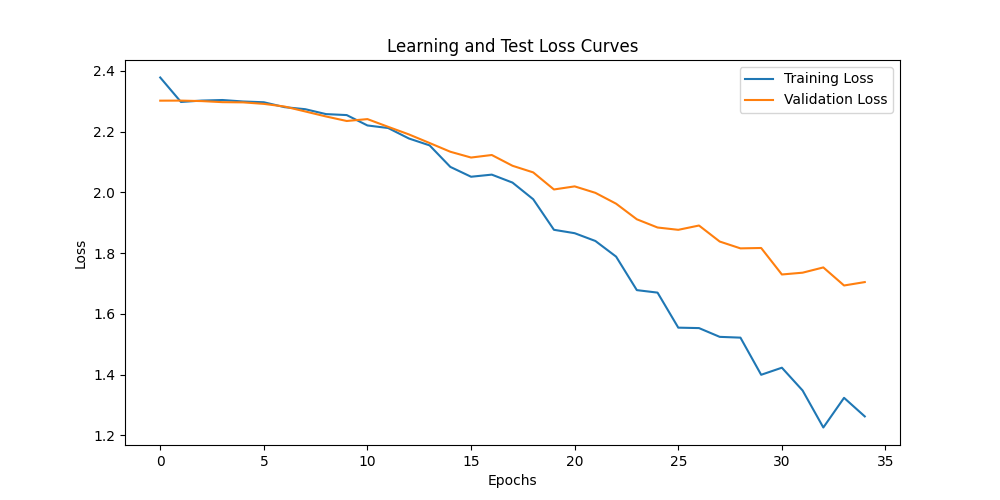 Learning and Test Loss Curves
Training Loss
Validation Loss
Loss
2.4
2.2
2.0
1.8
1.6
1.4
1.2
0 5 10 15 20 25 30 35
Epochs